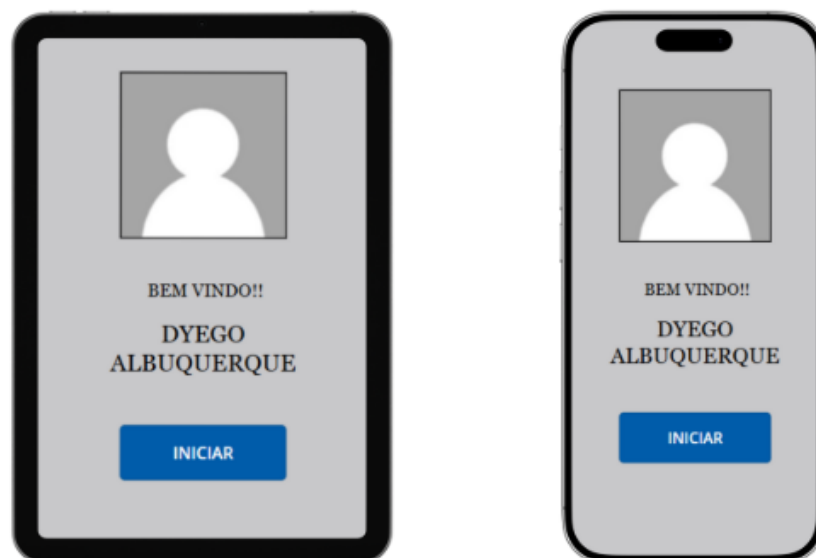 BEM VINDO!!
DYEGO
ALBUQUERQUE
INICIAR
BEM VINDO!!
DYEGO
ALBUQUERQUE
INICIAR